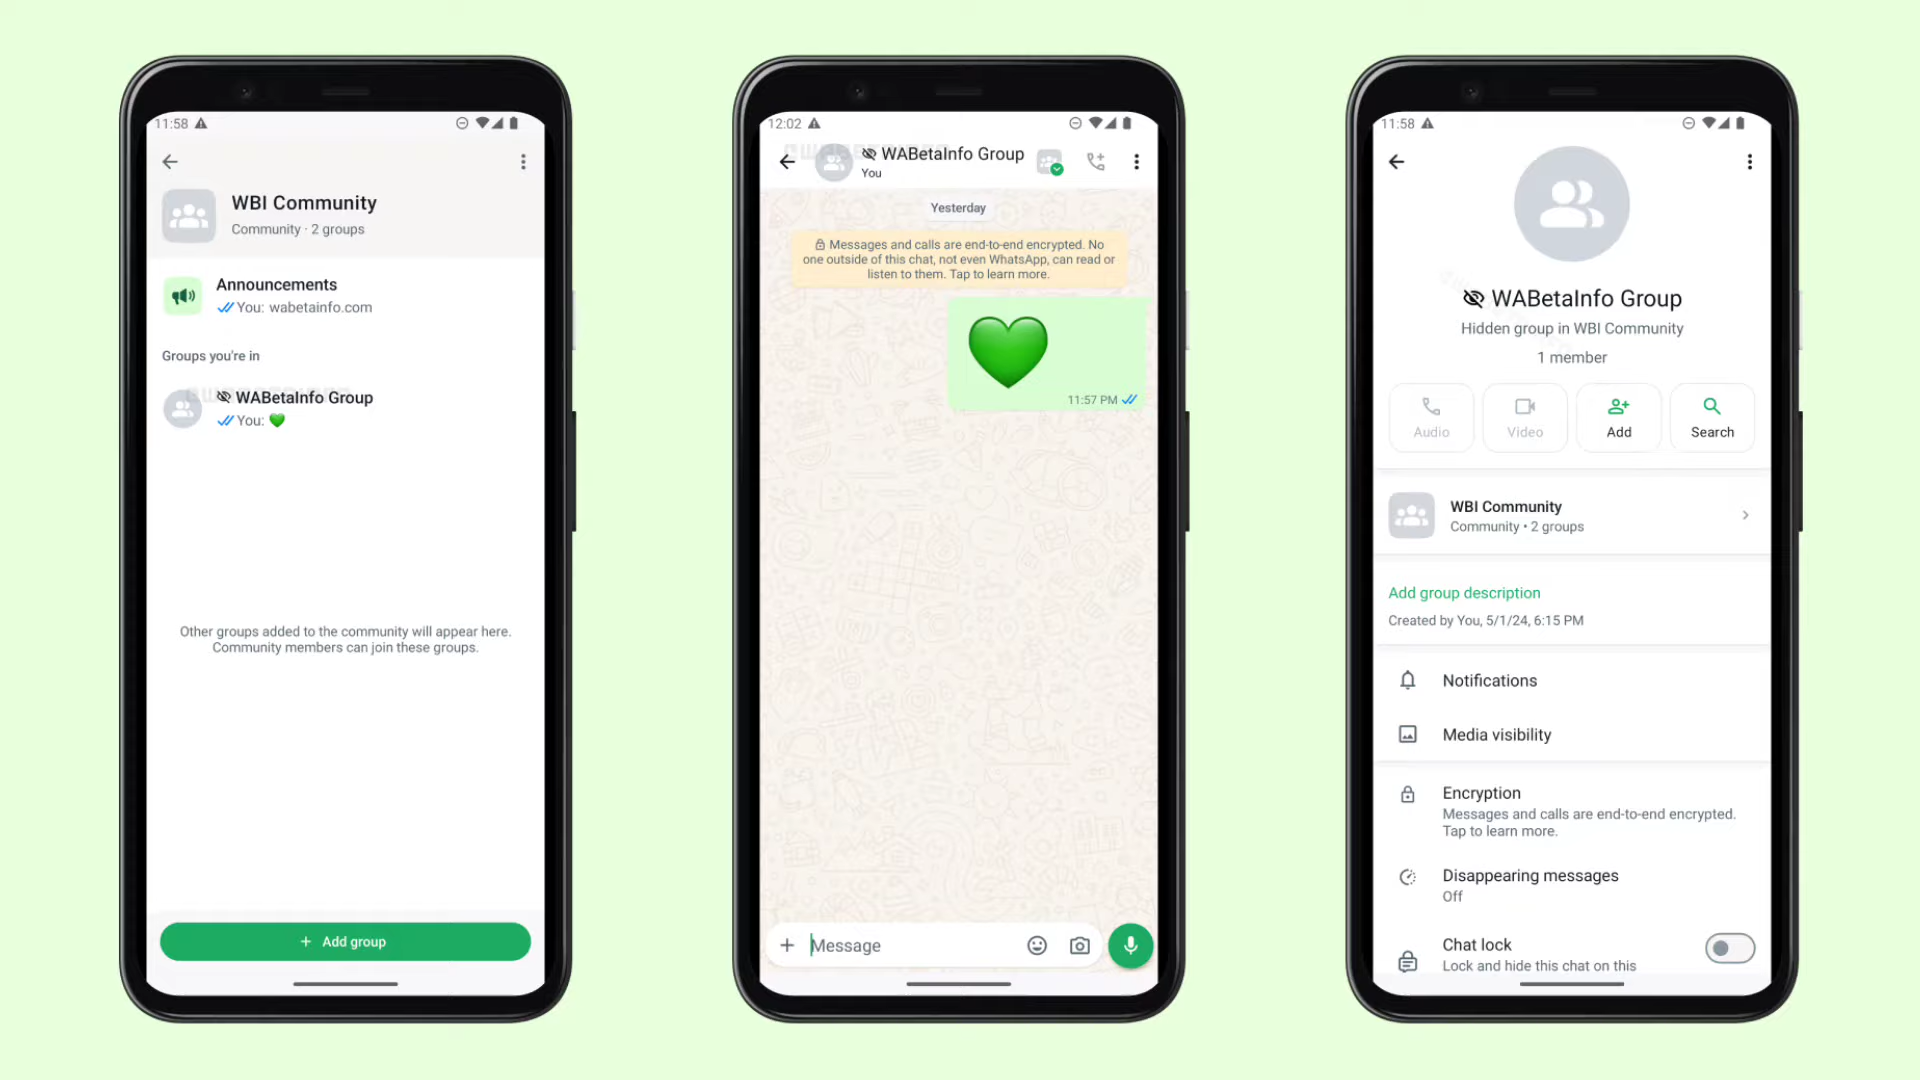 11:58
WBI Community
Community · 2 groups
Announcements
You: wabetainfo.com
Groups you're in
WABetaInfo Group
You: 💚
Other groups added to the community will appear here.
Community members can join these groups.
+ Add group
12:02
WABetaInfo Group
You
Yesterday
Messages and calls are end-to-end encrypted. No
one outside of this chat, not even WhatsApp, can read or
listen to them. Tap to learn more.
💚
11:57 PM
Message
11:58
WABetaInfo Group
Hidden group in WBI Community
1 member
Audio
Video
Add
Search
WBI Community
Community • 2 groups
Add group description
Created by You, 5/1/24, 6:15 PM
Notifications
Media visibility
Encryption
Messages and calls are end-to-end encrypted.
Tap to learn more.
Disappearing messages
Off
Chat lock
Lock and hide this chat on this